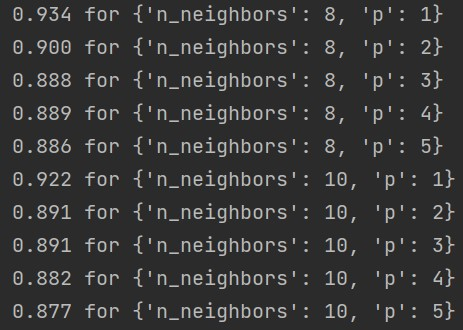 0.934 for {'n_neighbors': 8, 'p': 1}
0.900 for {'n_neighbors': 8, 'p': 2}
0.888 for {'n_neighbors': 8, 'p': 3}
0.889 for {'n_neighbors': 8, 'p': 4}
0.886 for {'n_neighbors': 8, 'p': 5}
0.922 for {'n_neighbors': 10, 'p': 1}
0.891 for {'n_neighbors': 10, 'p': 2}
0.891 for {'n_neighbors': 10, 'p': 3}
0.882 for {'n_neighbors': 10, 'p': 4}
0.877 for {'n_neighbors': 10, 'p': 5}